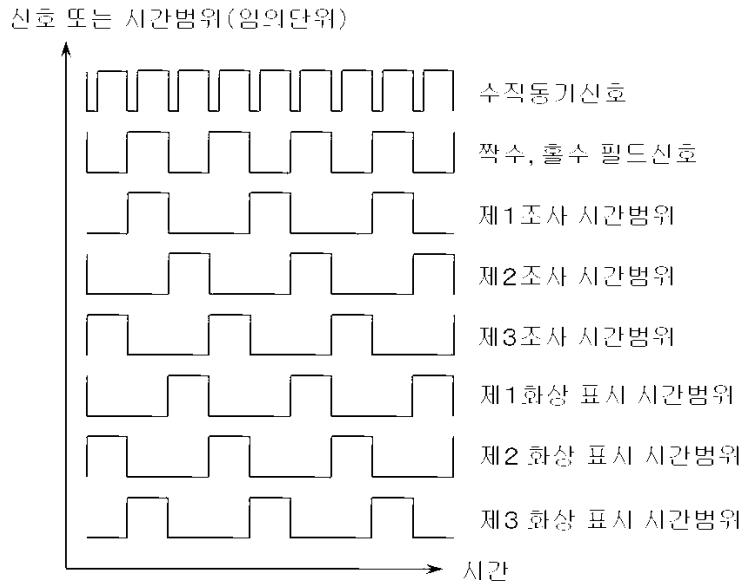 신호 또는 시간범위(임의단위)
수직동기신호
짝수, 홀수 필드신호
제1조사 시간범위
제2조사 시간범위
제3조사 시간범위
제1화상 표시 시간범위
제2 화상 표시 시간범위
제3 화상 표시 시간범위
시간